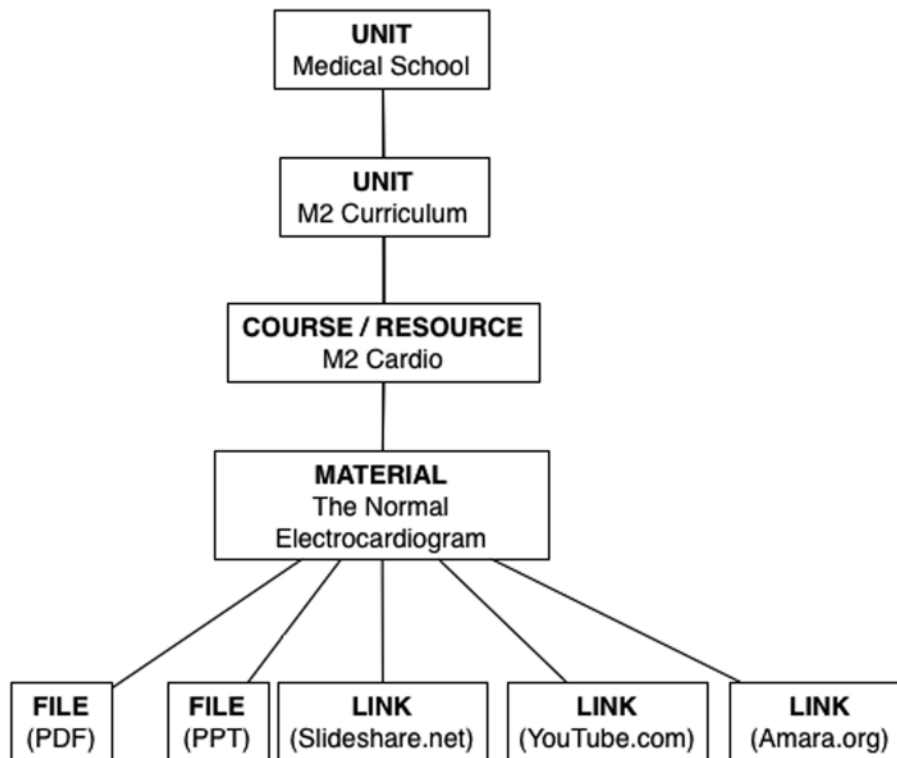 UNIT
Medical School
UNIT
M2 Curriculum
COURSE / RESOURCE
M2 Cardio
MATERIAL
The Normal
Electrocardiogram
FILE
(PDF)
FILE
(PPT)
LINK
(Slideshare.net)
LINK
(YouTube.com)
LINK
(Amara.org)